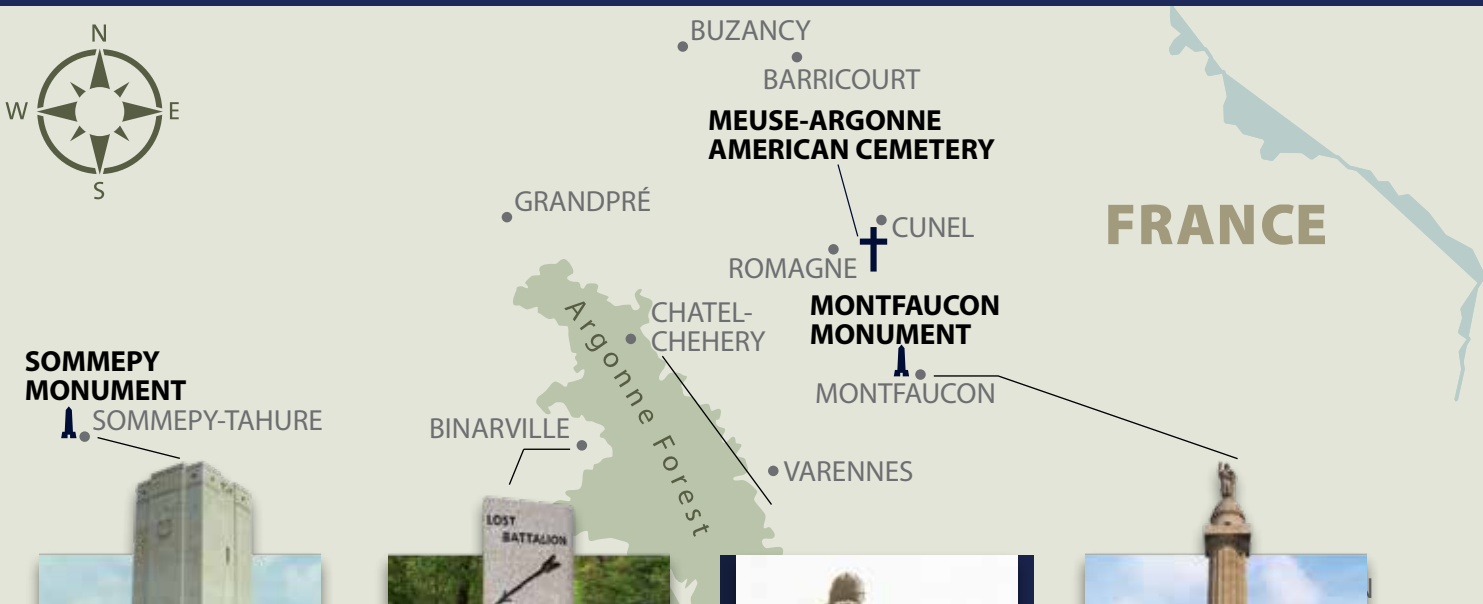 N
W
E
S
BUZANCY
BARRICOURT
MEUSE-ARGONNE
AMERICAN CEMETERY
GRANDPRÉ
CUNEL
FRANCE
ROMAGNE
Argonne Forest
CHATEL-
CHEHERY
MONTFAUCON
MONUMENT
MONTFAUCON
SOMMEPY
MONUMENT
SOMMEPY-TAHURE
BINARVILLE
VARENNES
LOST
BATTALION